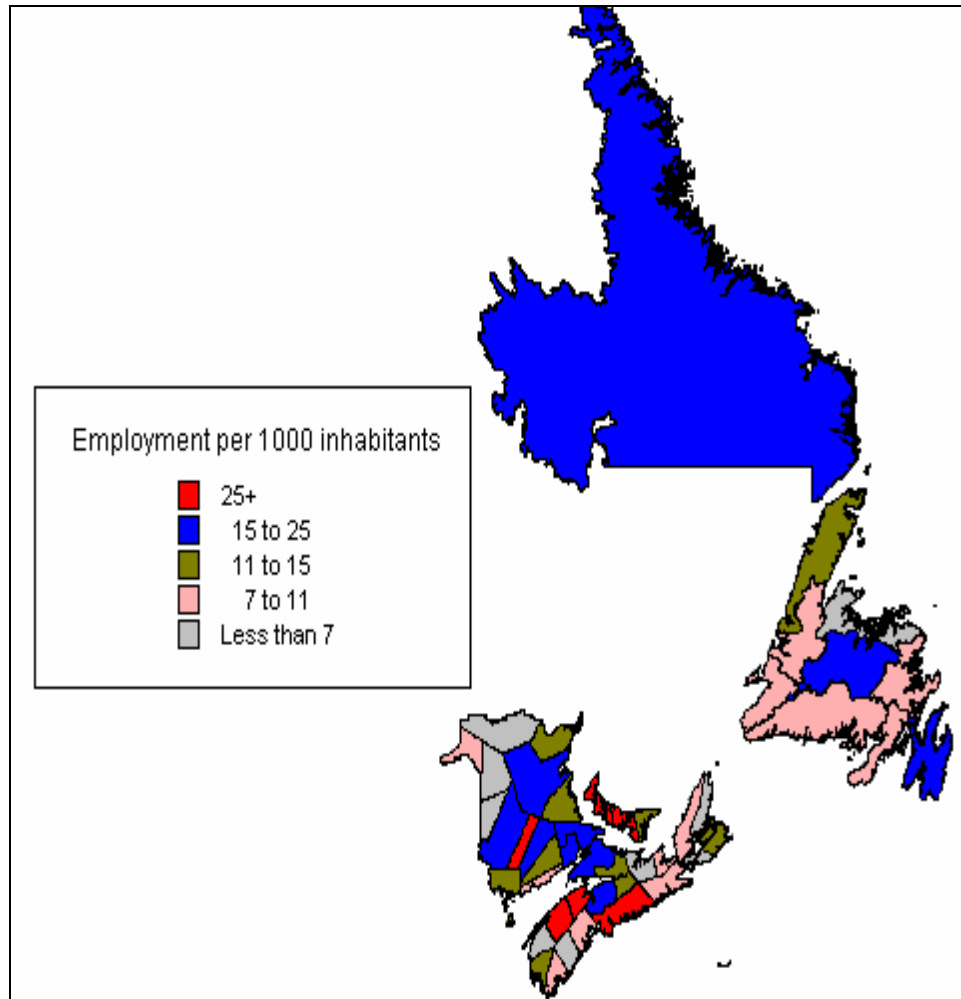 Employment per 1000 inhabitants
25+
15 to 25
11 to 15
7 to 11
Less than 7